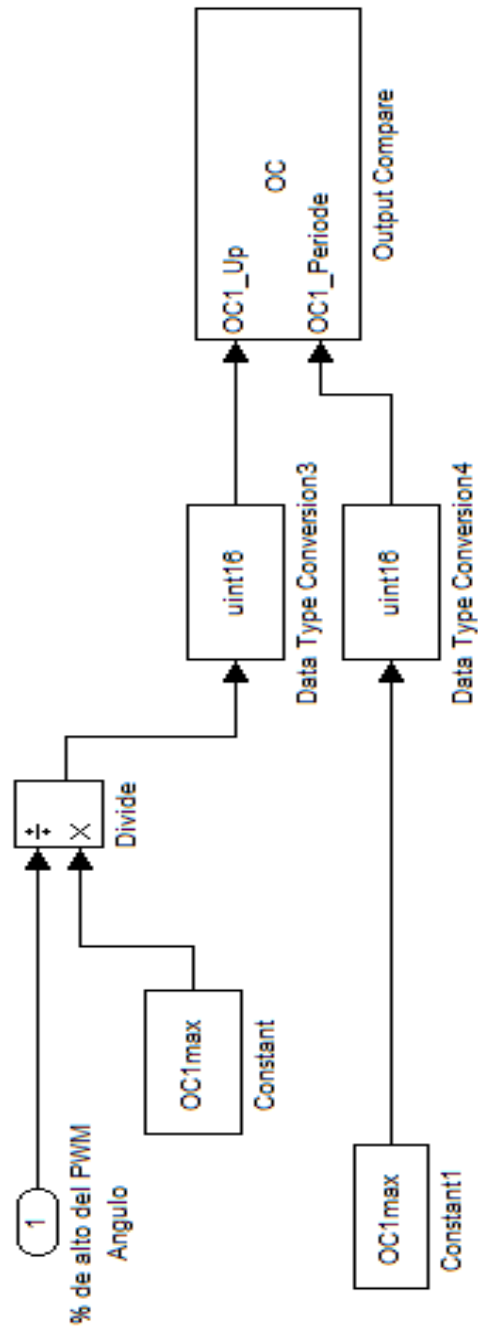 1
% de alto del PWM
Angulo
÷
×
Divide
OC1max
Constant
uint16
Data Type Conversion3
OC1_Up
OC
OC1_Periode
Output Compare
OC1max
Constant1
uint16
Data Type Conversion4